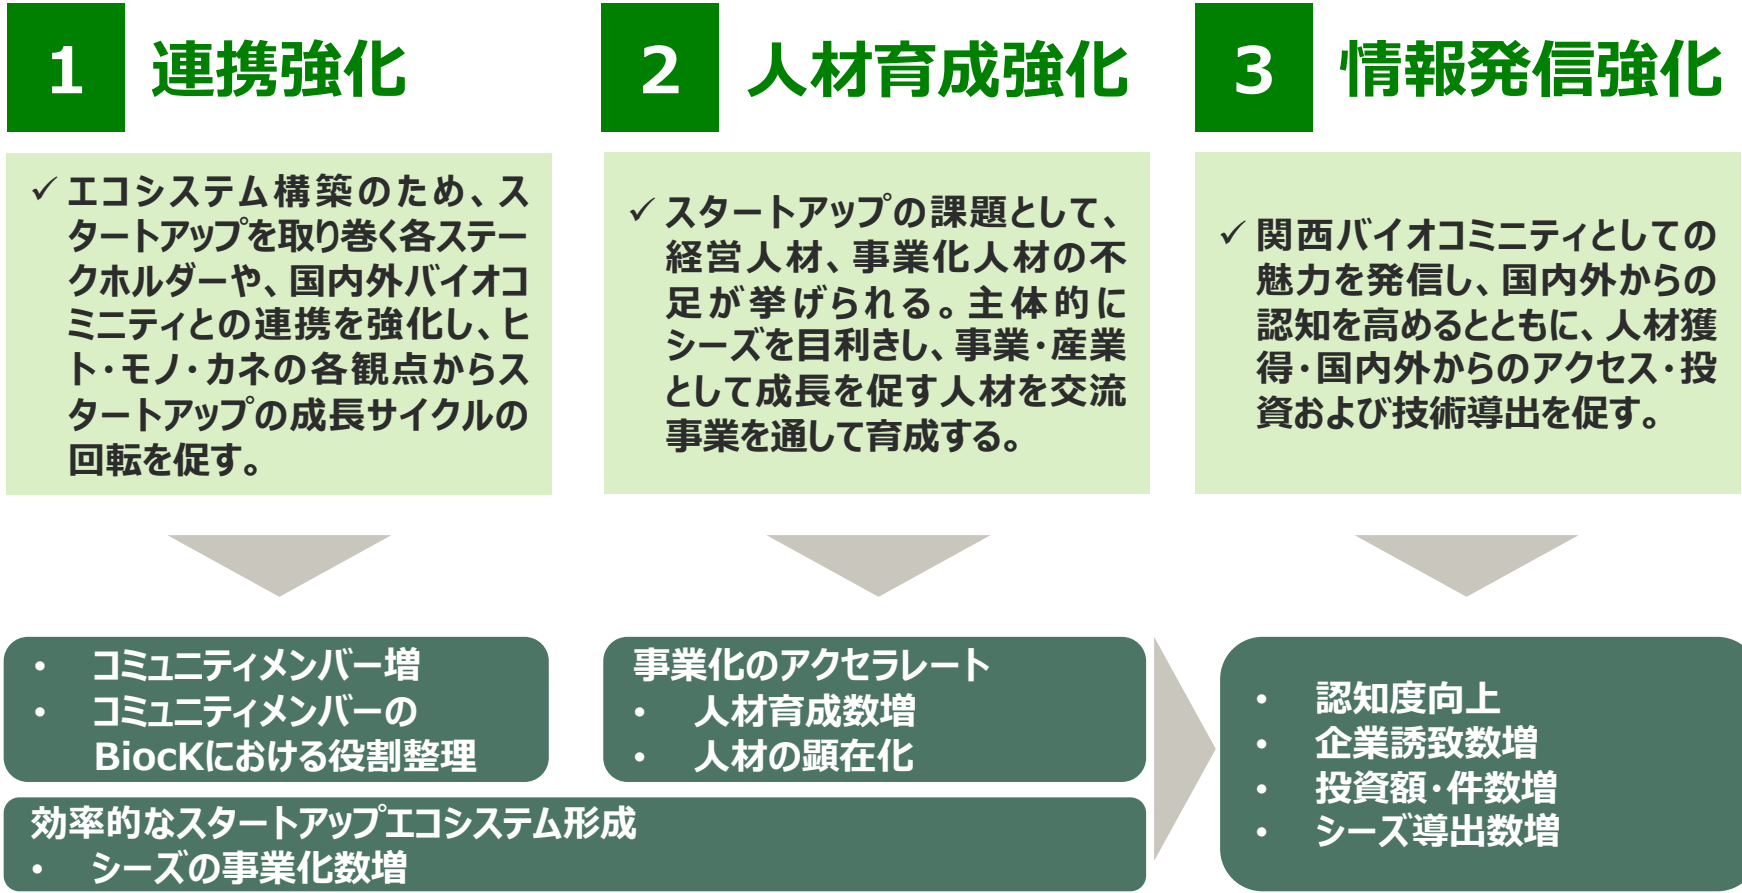 1 連携強化
✓ エコシステム構築のため、ス
タートアップを取り巻く各ステー
クホルダーや、国内外バイオコ
ミニティとの連携を強化し、ヒ
ト・モノ・カネの各観点からス
タートアップの成長サイクルの
回転を促す。
2 人材育成強化
✓ スタートアップの課題として、
経営人材、事業化人材の不
足が挙げられる。主体的に
シーズを目利きし、事業・産業
として成長を促す人材を交流
事業を通して育成する。
3 情報発信強化
✓ 関西バイオコミニティとしての
魅力を発信し、国内外からの
認知を高めるとともに、人材獲
得・国内外からのアクセス・投
資および技術導出を促す。
• コミュニティメンバー増
• コミュニティメンバーの
BiocKにおける役割整理
事業化のアクセラレート
• 人材育成数増
• 人材の顕在化
効率的なスタートアップエコシステム形成
• シーズの事業化数増
• 認知度向上
• 企業誘致数増
• 投資額・件数増
• シーズ導出数増